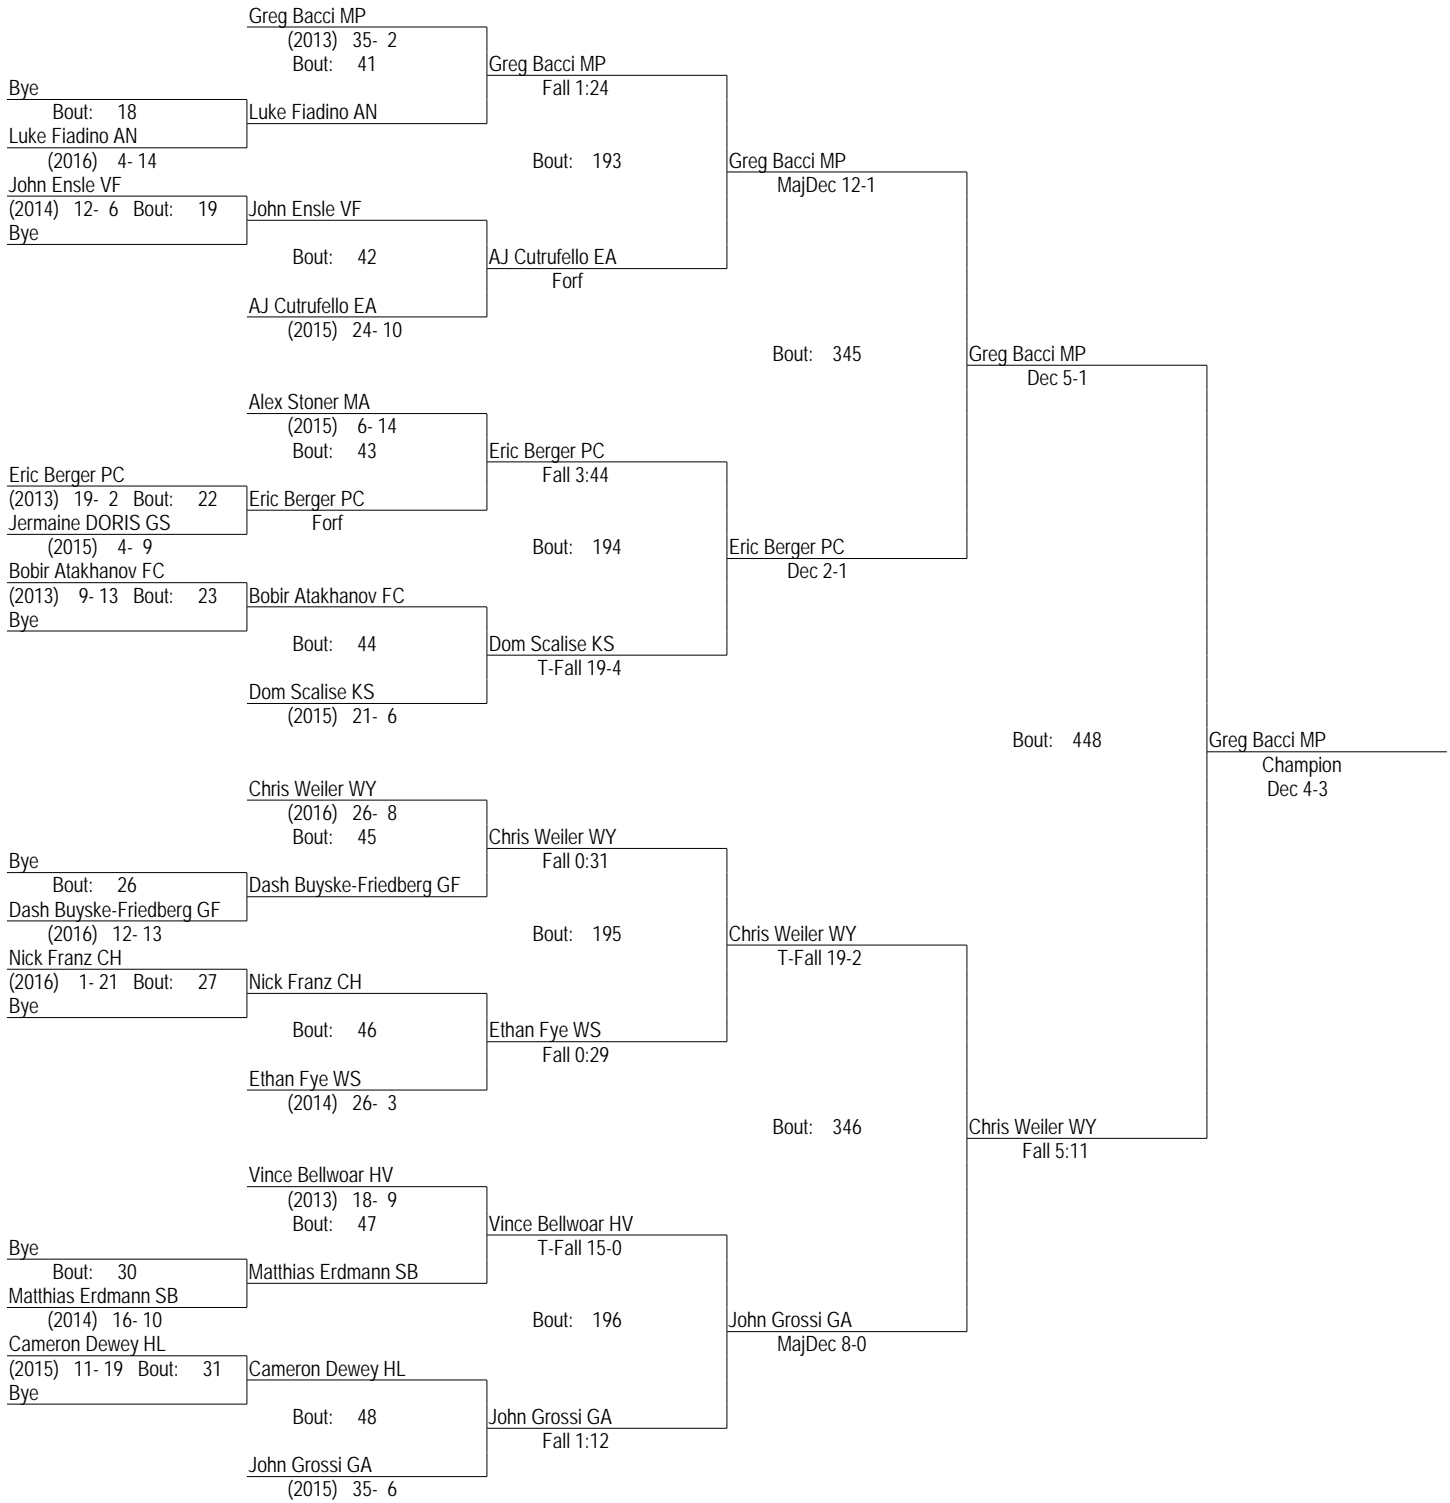 Greg Bacci MP
(2013) 35- 2
Bout: 41
Greg Bacci MP
Fall 1:24
Bye
Bout: 18
Luke Fiadino AN
Luke Fiadino AN
(2016) 4- 14
Bout: 193
Greg Bacci MP
MajDec 12-1
John Ensle VF
(2014) 12- 6 Bout: 19
John Ensle VF
Bye
Bout: 42
AJ Cutrufello EA
Forf
AJ Cutrufello EA
(2015) 24- 10
Bout: 345
Greg Bacci MP
Dec 5-1
Alex Stoner MA
(2015) 6- 14
Bout: 43
Eric Berger PC
Fall 3:44
Eric Berger PC
(2013) 19- 2 Bout: 22
Eric Berger PC
Forf
Jermaine DORIS GS
(2015) 4- 9
Bout: 194
Eric Berger PC
Dec 2-1
Bobir Atakhanov FC
(2013) 9- 13 Bout: 23
Bobir Atakhanov FC
Bye
Bout: 44
Dom Scalise KS
T-Fall 19-4
Dom Scalise KS
(2015) 21- 6
Bout: 448
Greg Bacci MP
Champion
Dec 4-3
Chris Weiler WY
(2016) 26- 8
Bout: 45
Chris Weiler WY
Fall 0:31
Bye
Bout: 26
Dash Buyske-Friedberg GF
Dash Buyske-Friedberg GF
(2016) 12- 13
Bout: 195
Chris Weiler WY
T-Fall 19-2
Nick Franz CH
(2016) 1- 21 Bout: 27
Nick Franz CH
Bye
Bout: 46
Ethan Fye WS
Fall 0:29
Ethan Fye WS
(2014) 26- 3
Bout: 346
Chris Weiler WY
Fall 5:11
Vince Bellwoar HV
(2013) 18- 9
Bout: 47
Vince Bellwoar HV
T-Fall 15-0
Bye
Bout: 30
Matthias Erdmann SB
Matthias Erdmann SB
(2014) 16- 10
Bout: 196
John Grossi GA
MajDec 8-0
Cameron Dewey HL
(2015) 11- 19 Bout: 31
Cameron Dewey HL
Bye
Bout: 48
John Grossi GA
Fall 1:12
John Grossi GA
(2015) 35- 6